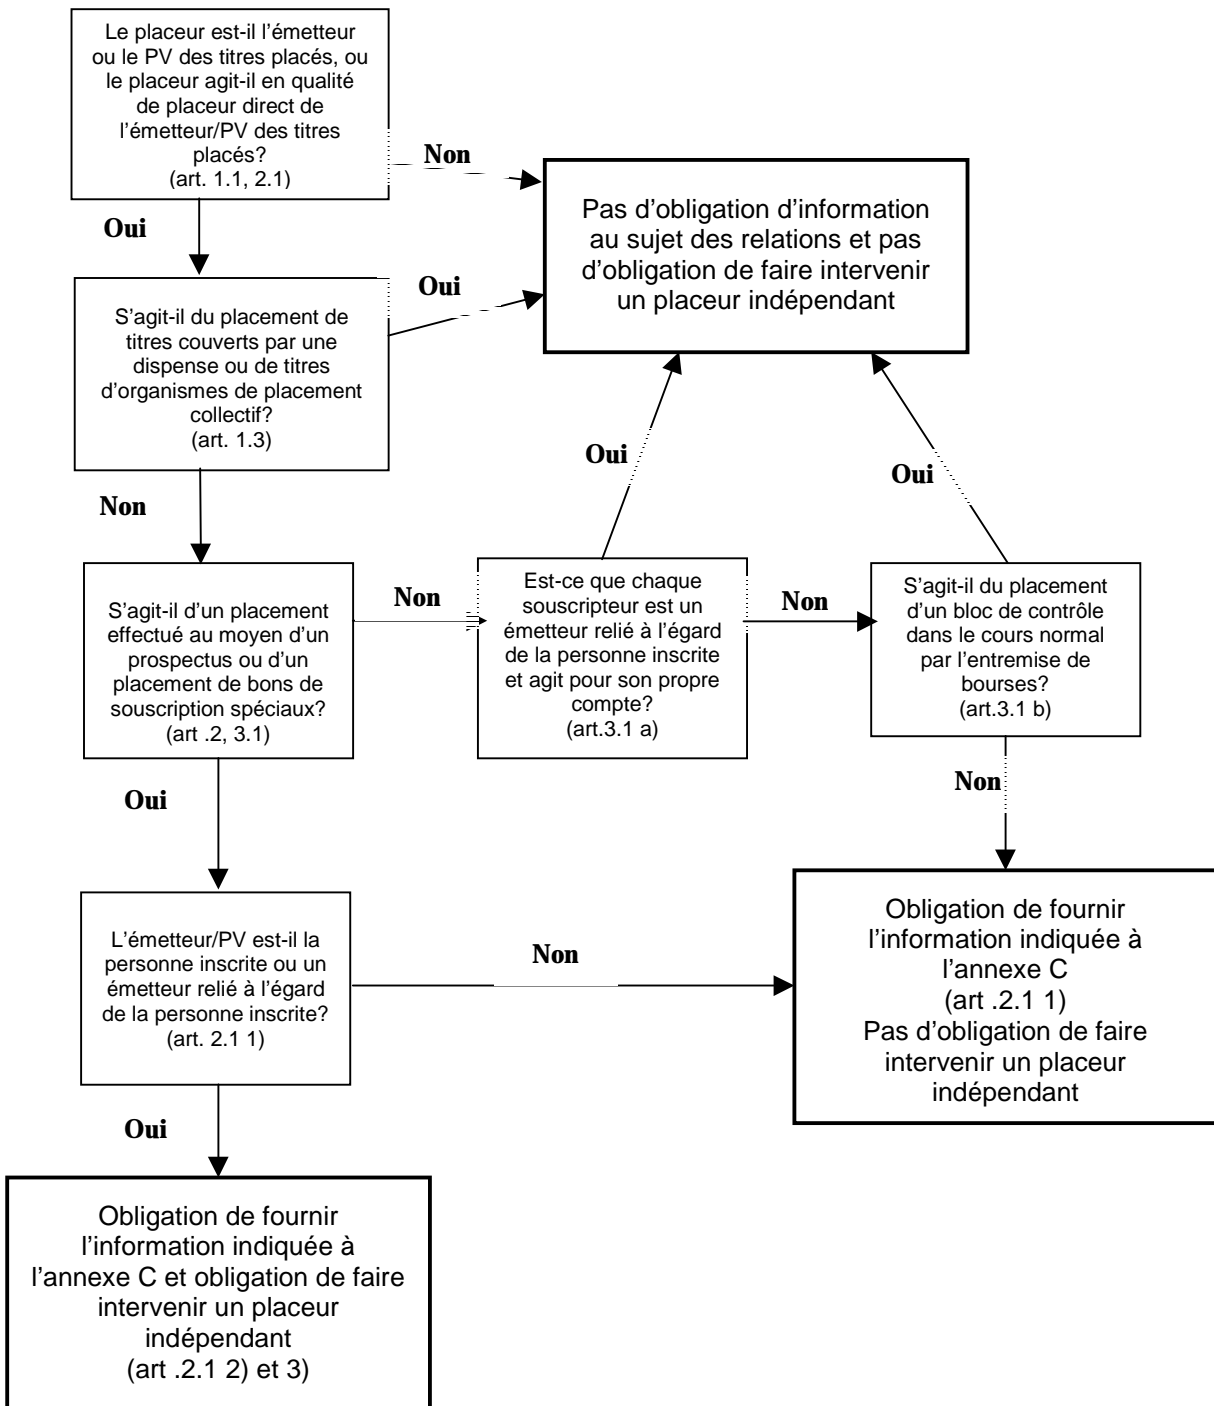 Le placeur est-il l'émetteur
ou le PV des titres placés, ou
le placeur agit-il en qualité
de placeur direct de
l'émetteur/PV des titres
placés?
(art. 1.1, 2.1)
Non
Pas d'obligation d'information
au sujet des relations et pas
d'obligation de faire intervenir
un placeur indépendant
Oui
Oui
S'agit-il du placement de
titres couverts par une
dispense ou de titres
d'organismes de placement
collectif?
(art. 1.3)
Oui
Oui
Non
S'agit-il d'un placement
effectué au moyen d'un
prospectus ou d'un
placement de bons de
souscription spéciaux?
(art .2, 3.1)
Non
Est-ce que chaque
souscripteur est un
émetteur relié à l'égard
de la personne inscrite
et agit pour son propre
compte?
(art.3.1 a)
Non
S'agit-il du placement
d'un bloc de contrôle
dans le cours normal
par l'entremise de
bourses?
(art.3.1 b)
Oui
Non
L'émetteur/PV est-il la
personne inscrite ou un
émetteur relié à l'égard
de la personne inscrite?
(art. 2.1 1)
Non
Obligation de fournir
l'information indiquée à
l'annexe C
(art .2.1 1)
Pas d'obligation de faire
intervenir un placeur
indépendant
Oui
Obligation de fournir
l'information indiquée à
l'annexe C et obligation de faire
intervenir un placeur
indépendant
(art .2.1 2) et 3)